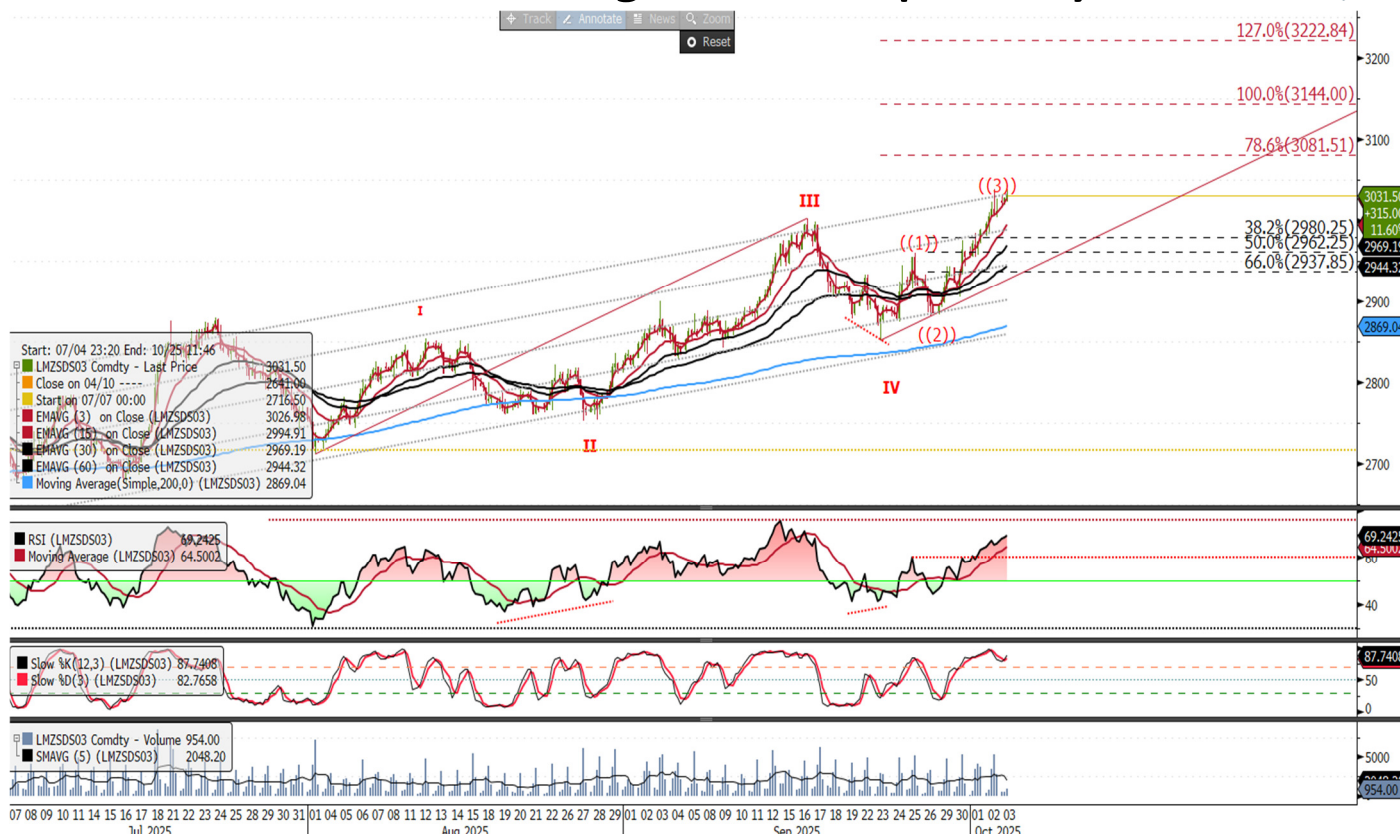 Track Annotate News Zoom
Reset
127.0%(3222.84)
3200
100.0%(3144.00)
3100
78.6%(3081.51)
((3))
III
3031.50
+315.00
11.60%
((1))
38.2%(2980.25)
50.0%(2962.25)
66.0%(2937.85)
2969.19
2944.32
2900
I
((2))
2869.04
IV
2800
II
2700
Start: 07/04 23:20 End: 10/25 21:46
LMZSDS03 Comdty - Last Price 3031.50
Close on 04/10 ---- 2641.00
Start on 07/07 00:00 2716.50
EMAVG (3) on Close (LMZSDS03) 3026.98
EMAVG (15) on Close (LMZSDS03) 2994.91
EMAVG (30) on Close (LMZSDS03) 2969.19
EMAVG (60) on Close (LMZSDS03) 2944.32
Moving Average(Simple,200,0) (LMZSDS03) 2869.04
RSI (LMZSDS03) 69.2425
Moving Average (LMZSDS03) 64.5002
69.2425
64.5002
60
40
Slow %K(12,3) (LMZSDS03) 87.7408
Slow %D(3) (LMZSDS03) 82.7658
87.7408
50
0
LMZSDS03 Comdty - Volume 954.00
SMAVG (5) (LMZSDS03) 2048.20
5000
954.00
07 08 09 10 11 14 15 16 17 18 21 22 23 24 25 28 29 30 31 01 04 05 06 07 08 11 12 13 14 15 18 19 20 21 22 26 27 28 29 01 02 03 04 05 08 09 10 11 12 15 16 17 18 19 22 23 24 25 26 29 30 01 02 03
Jul 2025 Aug 2025 Sep 2025 Oct 2025